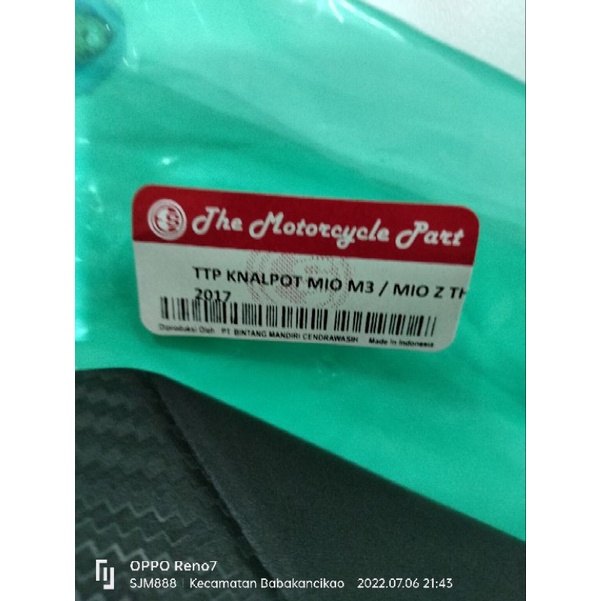 The Motorcycle Part
TTP KNALPOT MIO M3 / MIO Z TH
2017
Diproduksi Oleh PT BINTANG MANDIRI CENDRAWASIH Made In Indonesia
OPPO Reno7
SJM888 | Kecamatan Babakancikao 2022.07.06 21:43